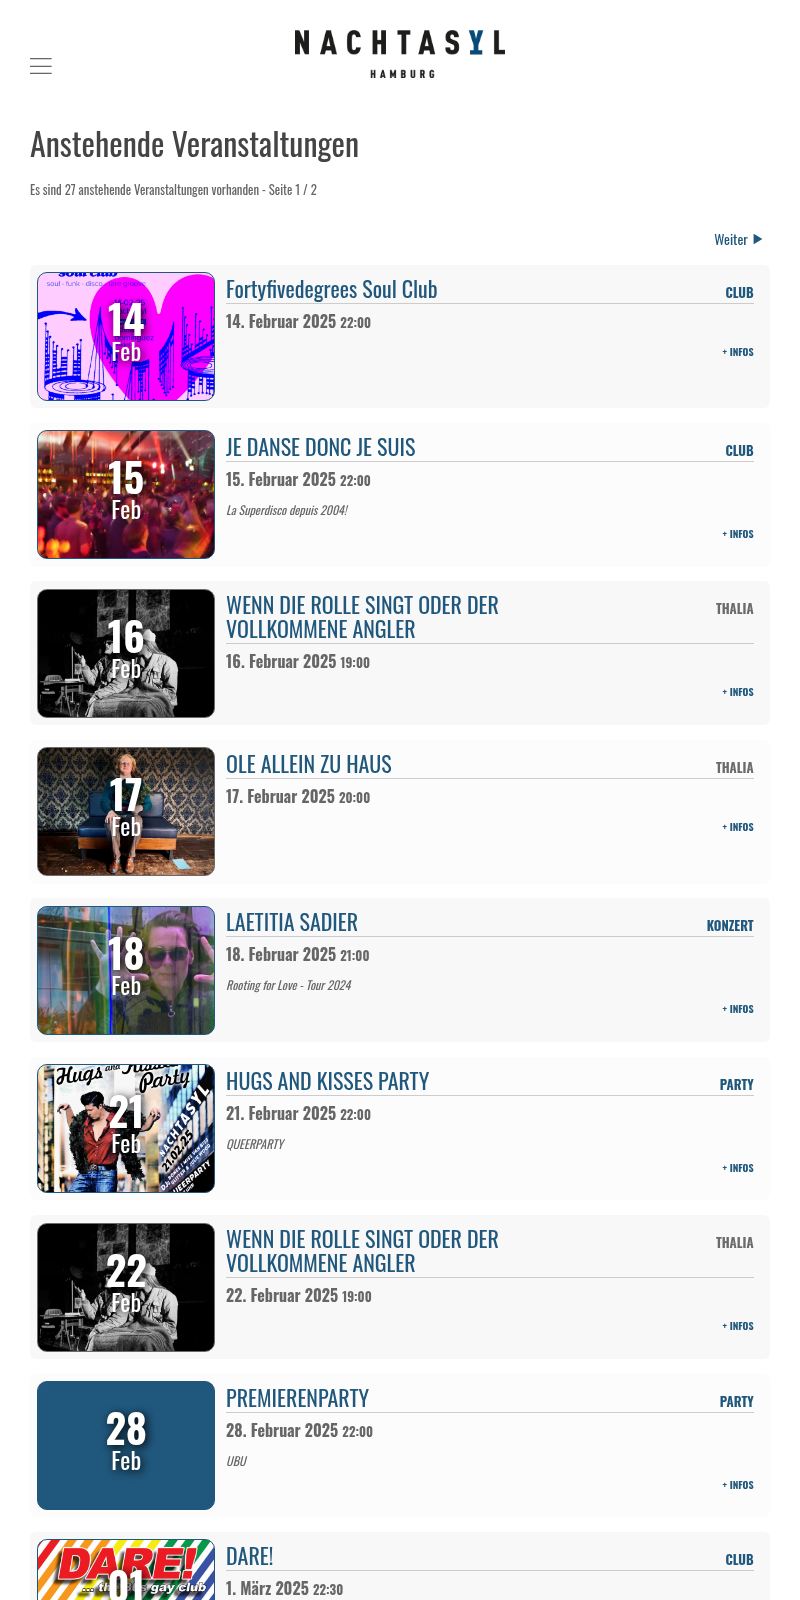 NACHTASYL
HAMBURG
Anstehende Veranstaltungen
Es sind 27 anstehende Veranstaltungen vorhanden - Seite 1 / 2
Weiter ►
soul club
soul - funk - disco - rare groove
14
Feb
Fortyfivedegrees Soul Club
CLUB
14. Februar 2025 22:00
+ INFOS
15
Feb
JE DANSE DONC JE SUIS
CLUB
15. Februar 2025 22:00
La Superdisco depuis 2004!
+ INFOS
16
Feb
WENN DIE ROLLE SINGT ODER DER
VOLLKOMMENE ANGLER
THALIA
16. Februar 2025 19:00
+ INFOS
17
Feb
OLE ALLEIN ZU HAUS
THALIA
17. Februar 2025 20:00
+ INFOS
18
Feb
LAETITIA SADIER
KONZERT
18. Februar 2025 21:00
Rooting for Love - Tour 2024
+ INFOS
Hugs and Kisses
Party
NACHTASYL
21.02.25
21
Feb
HUGS AND KISSES PARTY
PARTY
21. Februar 2025 22:00
QUEERPARTY
+ INFOS
22
Feb
WENN DIE ROLLE SINGT ODER DER
VOLLKOMMENE ANGLER
THALIA
22. Februar 2025 19:00
+ INFOS
28
Feb
PREMIERENPARTY
PARTY
28. Februar 2025 22:00
UBU
+ INFOS
DARE!
the 80s gay club
01
DARE!
CLUB
1. März 2025 22:30